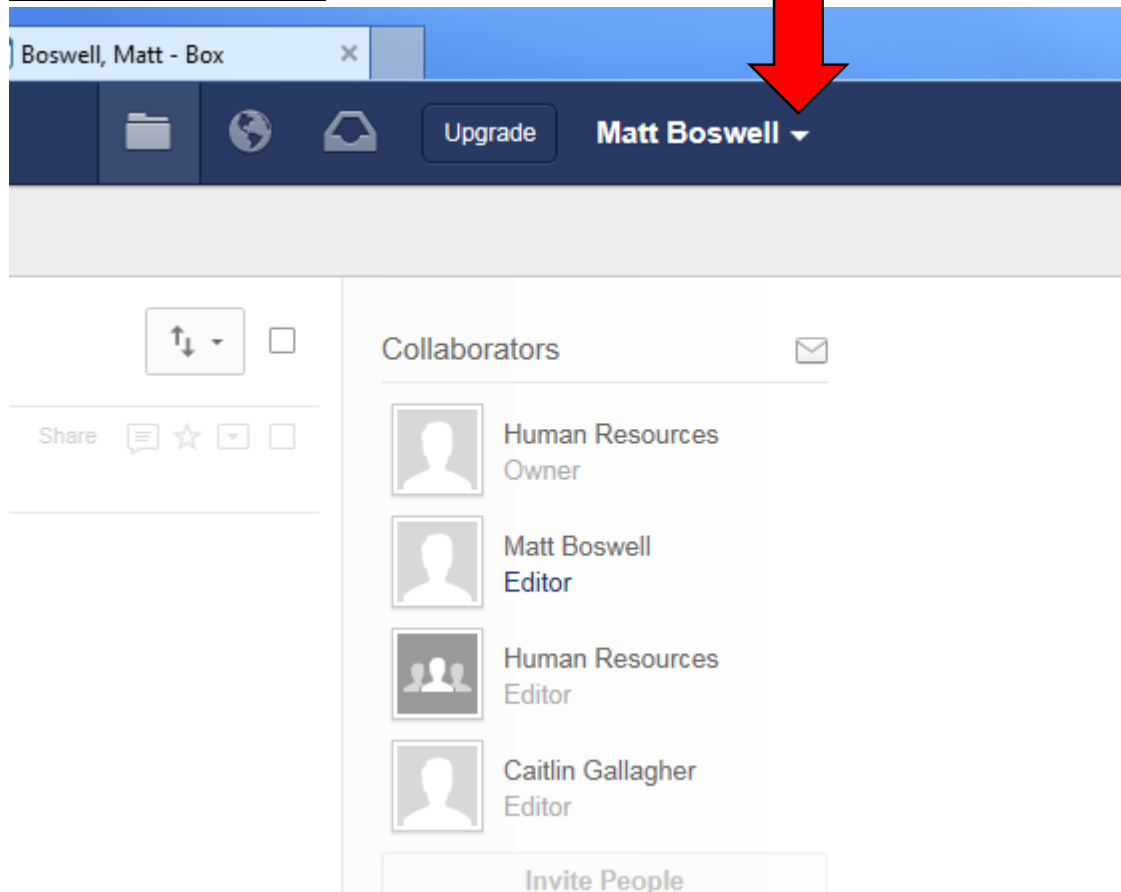 Boswell, Matt - Box
Upgrade Matt Boswell
Collaborators
Share
Human Resources
Owner
Matt Boswell
Editor
Human Resources
Editor
Caitlin Gallagher
Editor
Invite People